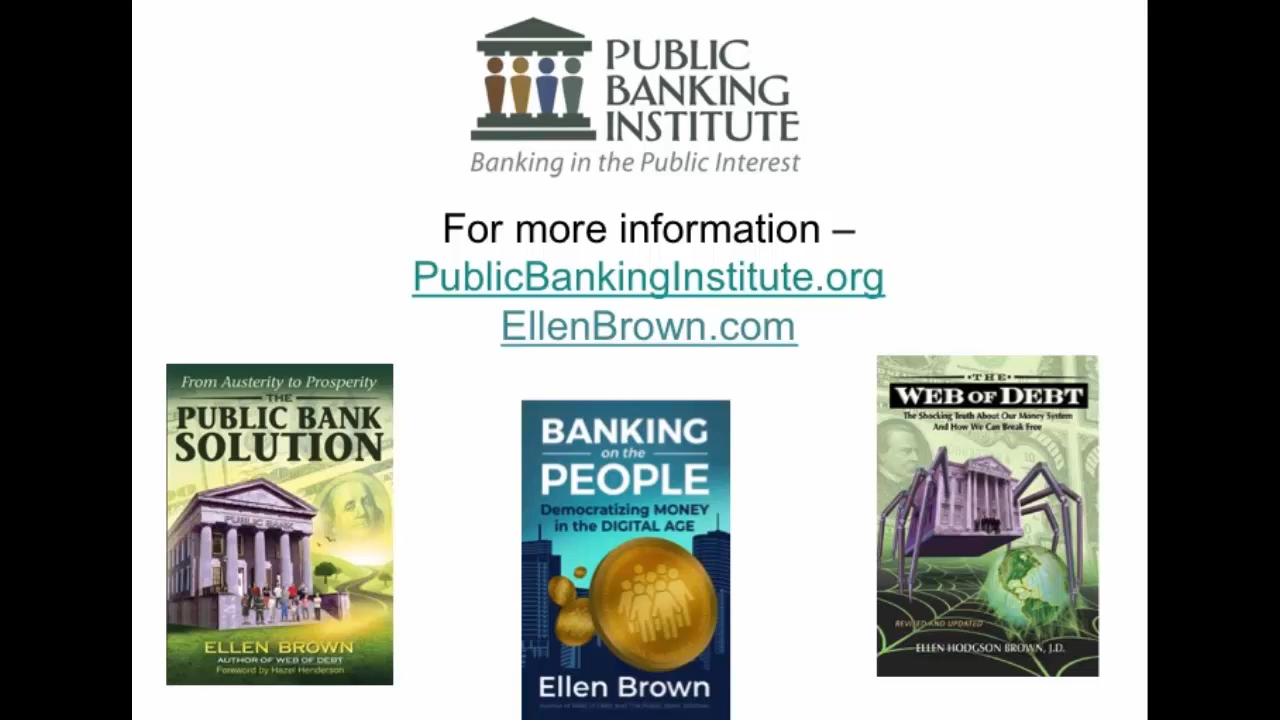 PUBLIC
BANKING
INSTITUTE
Banking in the Public Interest
For more information –
PublicBankingInstitute.org
EllenBrown.com
From Austerity to Prosperity
THE
PUBLIC BANK
SOLUTION
PUBLIC BANK
ELLEN BROWN
AUTHOR OF WEB OF DEBT
Foreword by Hazel Henderson
BANKING
on the
PEOPLE
Democratizing MONEY
in the DIGITAL AGE
Ellen Brown
THE
WEB OF DEBT
The Shocking Truth About Our Money System
And How We Can Break Free
REVISED AND UPDATED
ELLEN HODGSON BROWN, J.D.